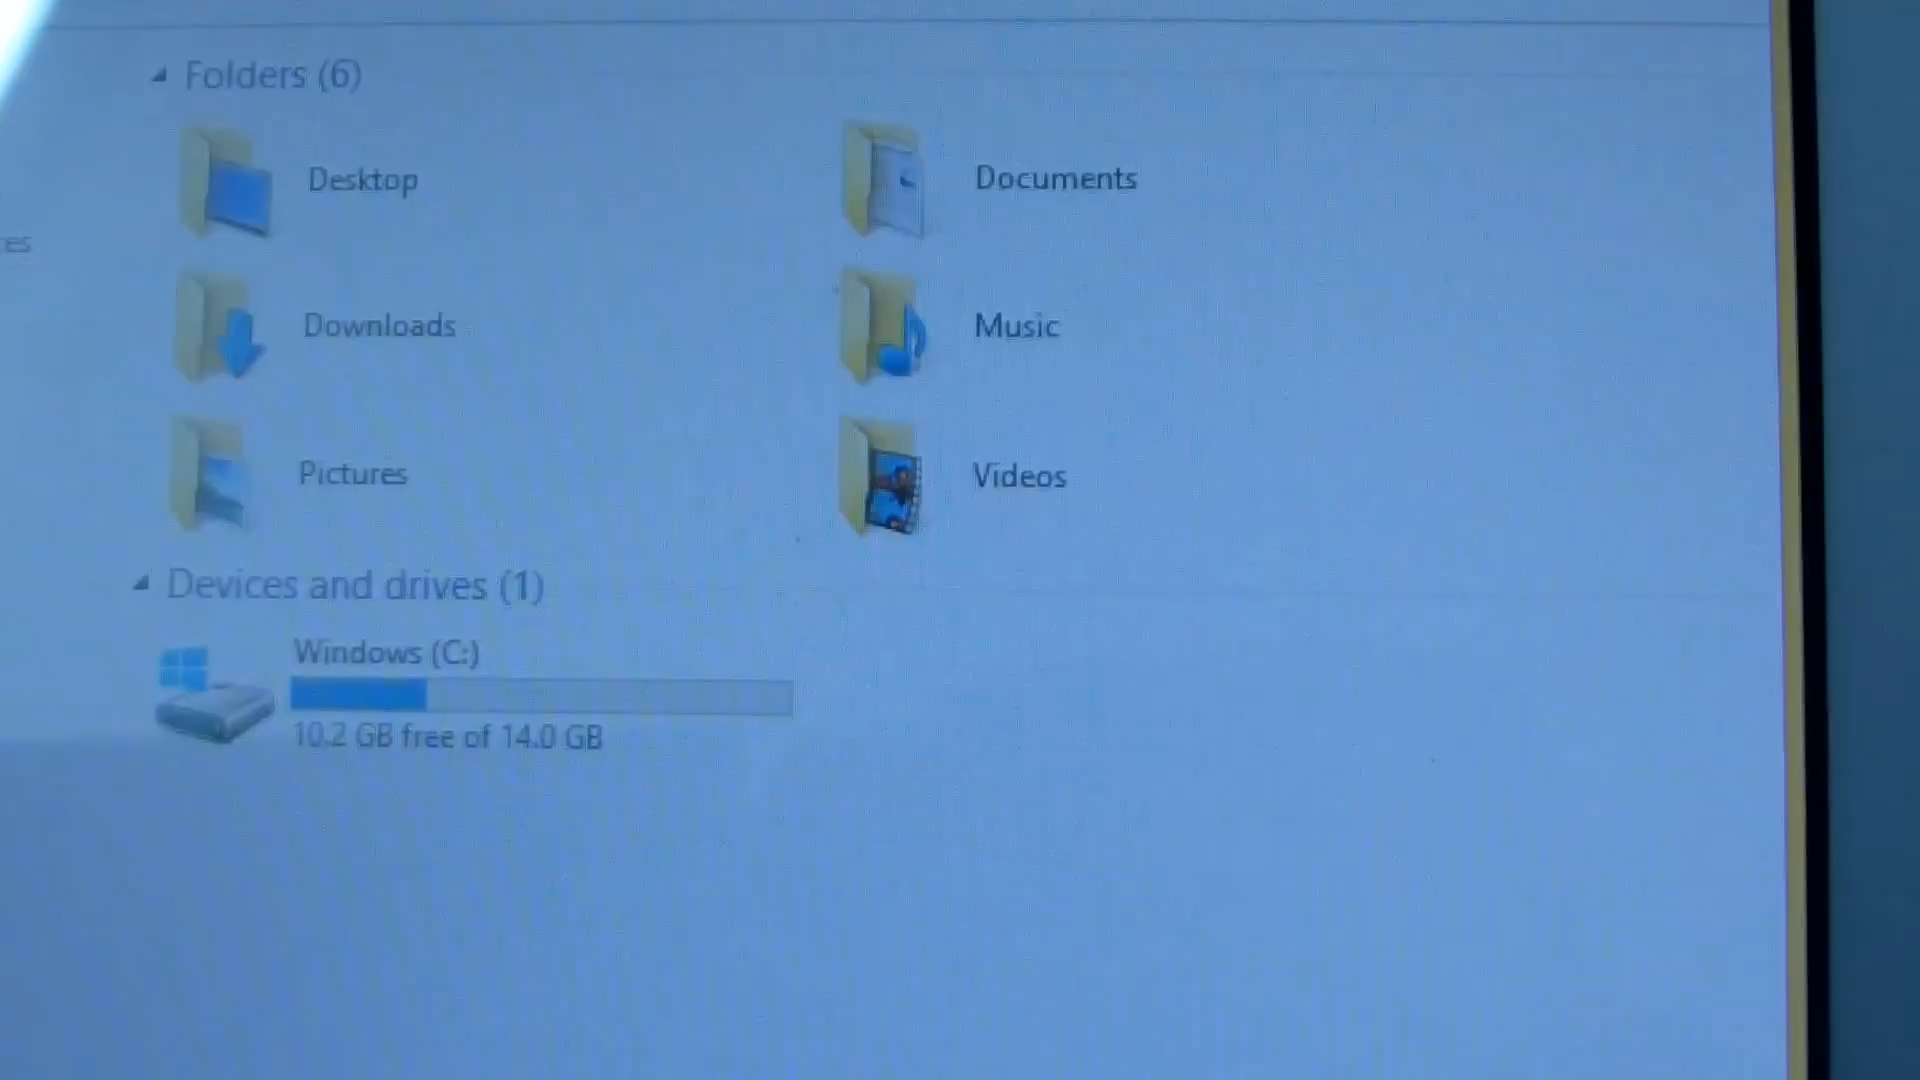 Folders (6)
Desktop
Documents
es
Downloads
Music
Pictures
Videos
Devices and drives (1)
Windows (C:)
10.2 GB free of 14.0 GB